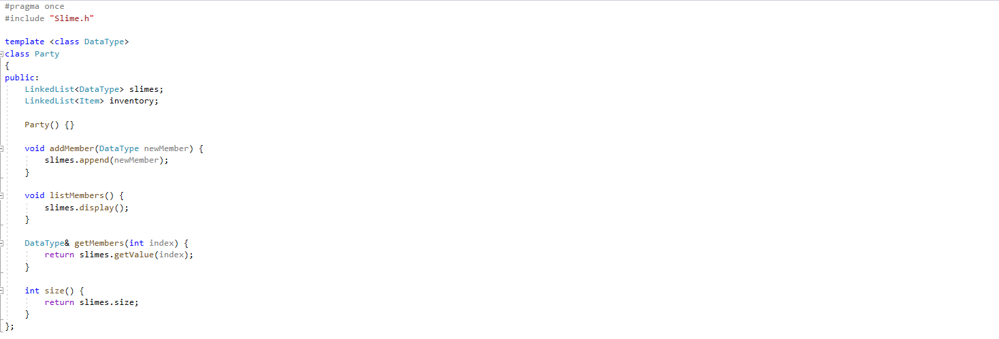 #pragma once
#include "Slime.h"
template <class DataType>
class Party
{
public:
LinkedList<DataType> slimes;
LinkedList<Item> inventory;
Party() {}
void addMember(DataType newMember) {
slimes.append(newMember);
}
void listMembers() {
slimes.display();
}
DataType& getMembers(int index) {
return slimes.getValue(index);
}
int size() {
return slimes.size;
}
};